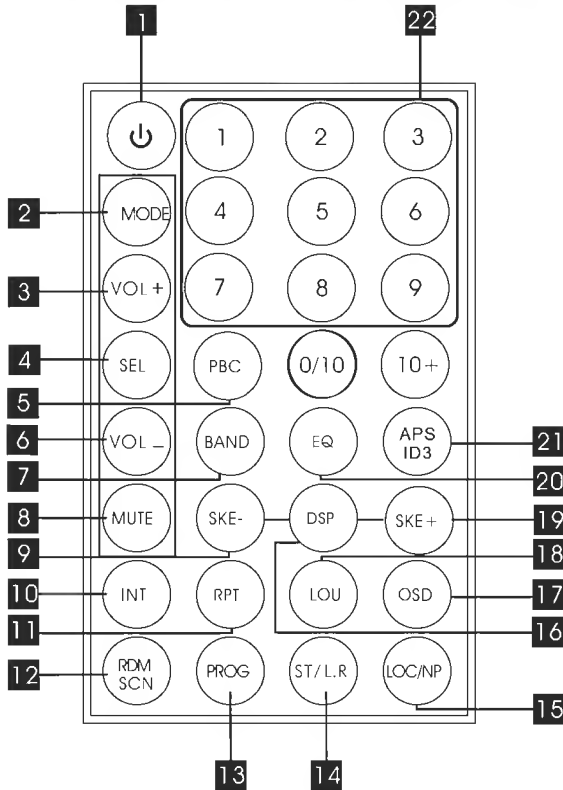 1
22
1
2
3
2
MODE
4
5
6
3
VOL +
7
8
9
4
SEL
PBC
0/10
10+
5
6
VOL _
BAND
EQ
APS
ID3
21
7
20
8
MUTE
SKE-
DSP
SKE+
19
9
18
10
INT
RPT
LOU
OSD
17
11
16
12
RDM
SCN
PROG
ST/L.R
LOC/NP
15
13
14